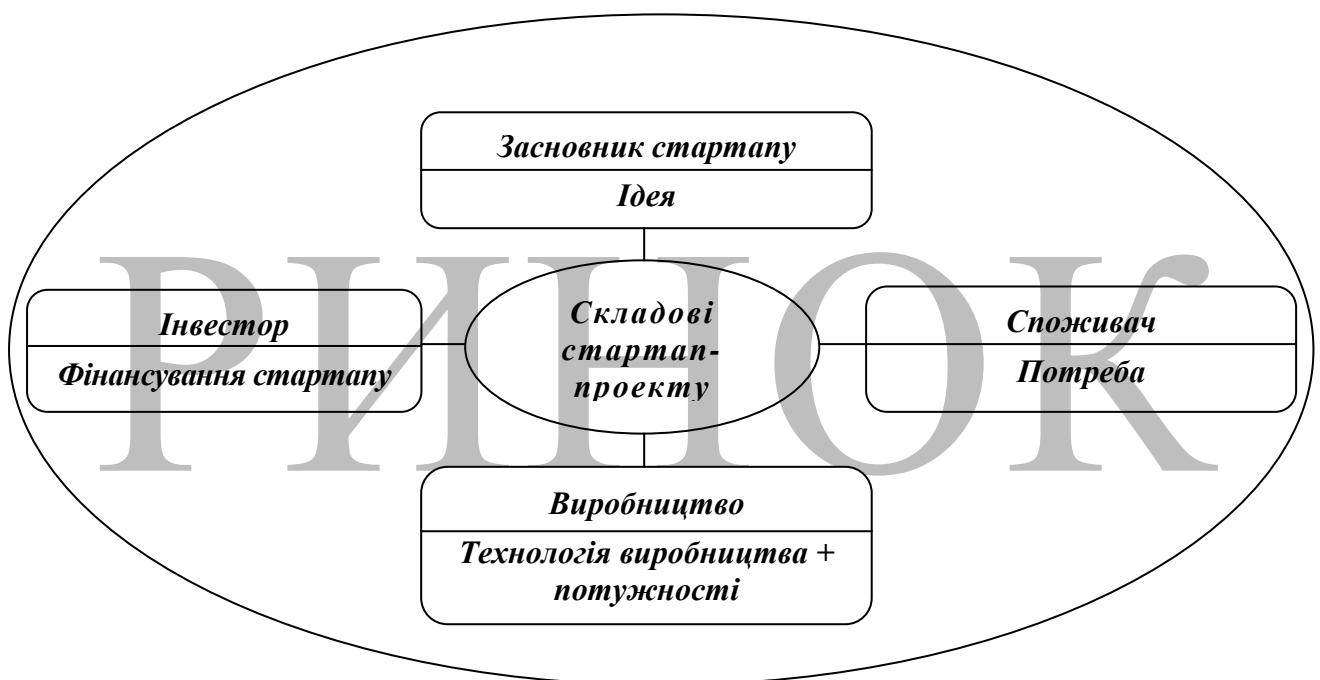 Засновник стартапу
Ідея
РИНОК
Інвестор
Фінансування стартапу
Складові
стартап-
проекту
Споживач
Потреба
Виробництво
Технологія виробництва +
потужності